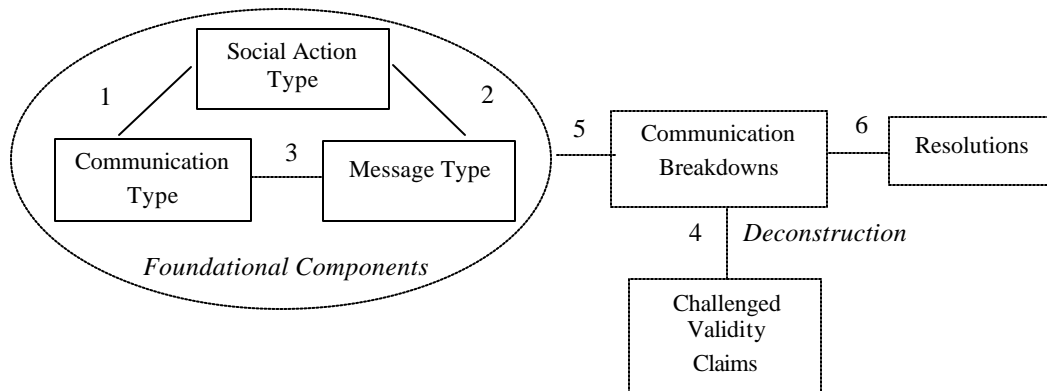 Social Action
Type
1
2
Communication
Type
3
Message Type
Foundational Components
5
Communication
Breakdowns
6
Resolutions
4
Deconstruction
Challenged
Validity
Claims